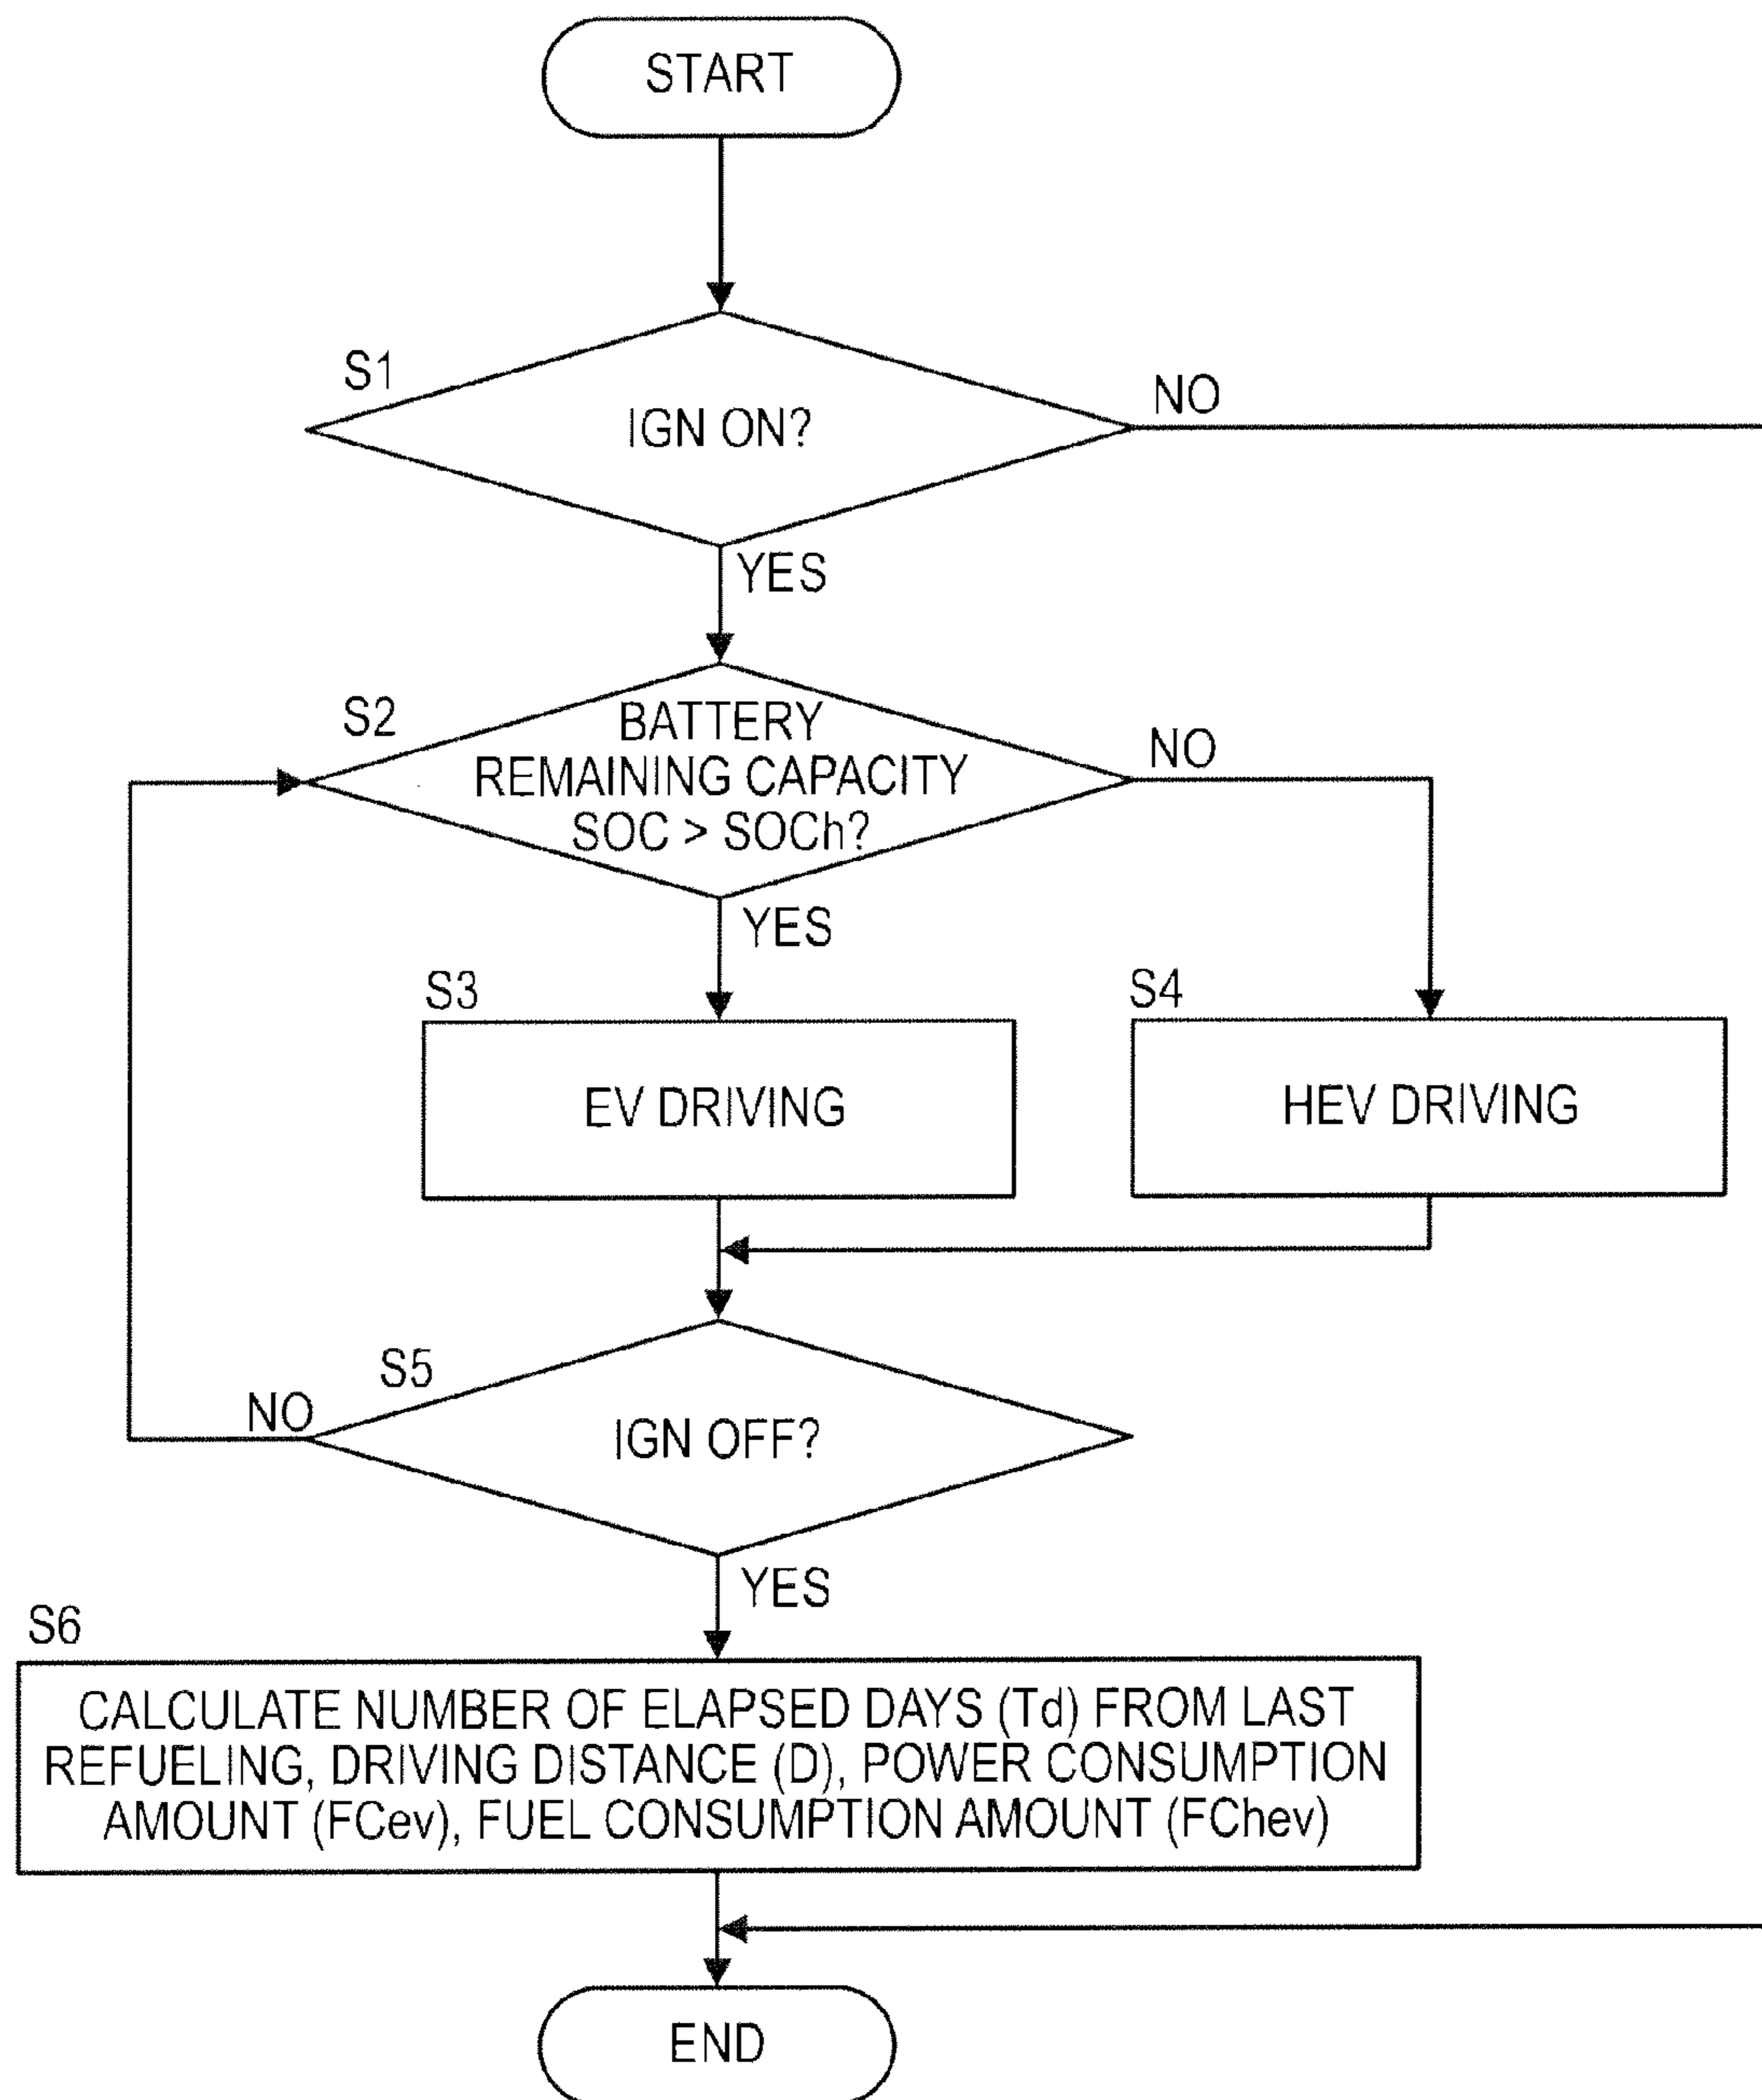 START
S1
IGN ON?
NO
YES
S2
BATTERY
REMAINING CAPACITY
SOC > SOCh?
NO
YES
S3
EV DRIVING
S4
HEV DRIVING
S5
NO
IGN OFF?
YES
S6
CALCULATE NUMBER OF ELAPSED DAYS (Td) FROM LAST
REFUELING, DRIVING DISTANCE (D), POWER CONSUMPTION
AMOUNT (FCev), FUEL CONSUMPTION AMOUNT (FChev)
END